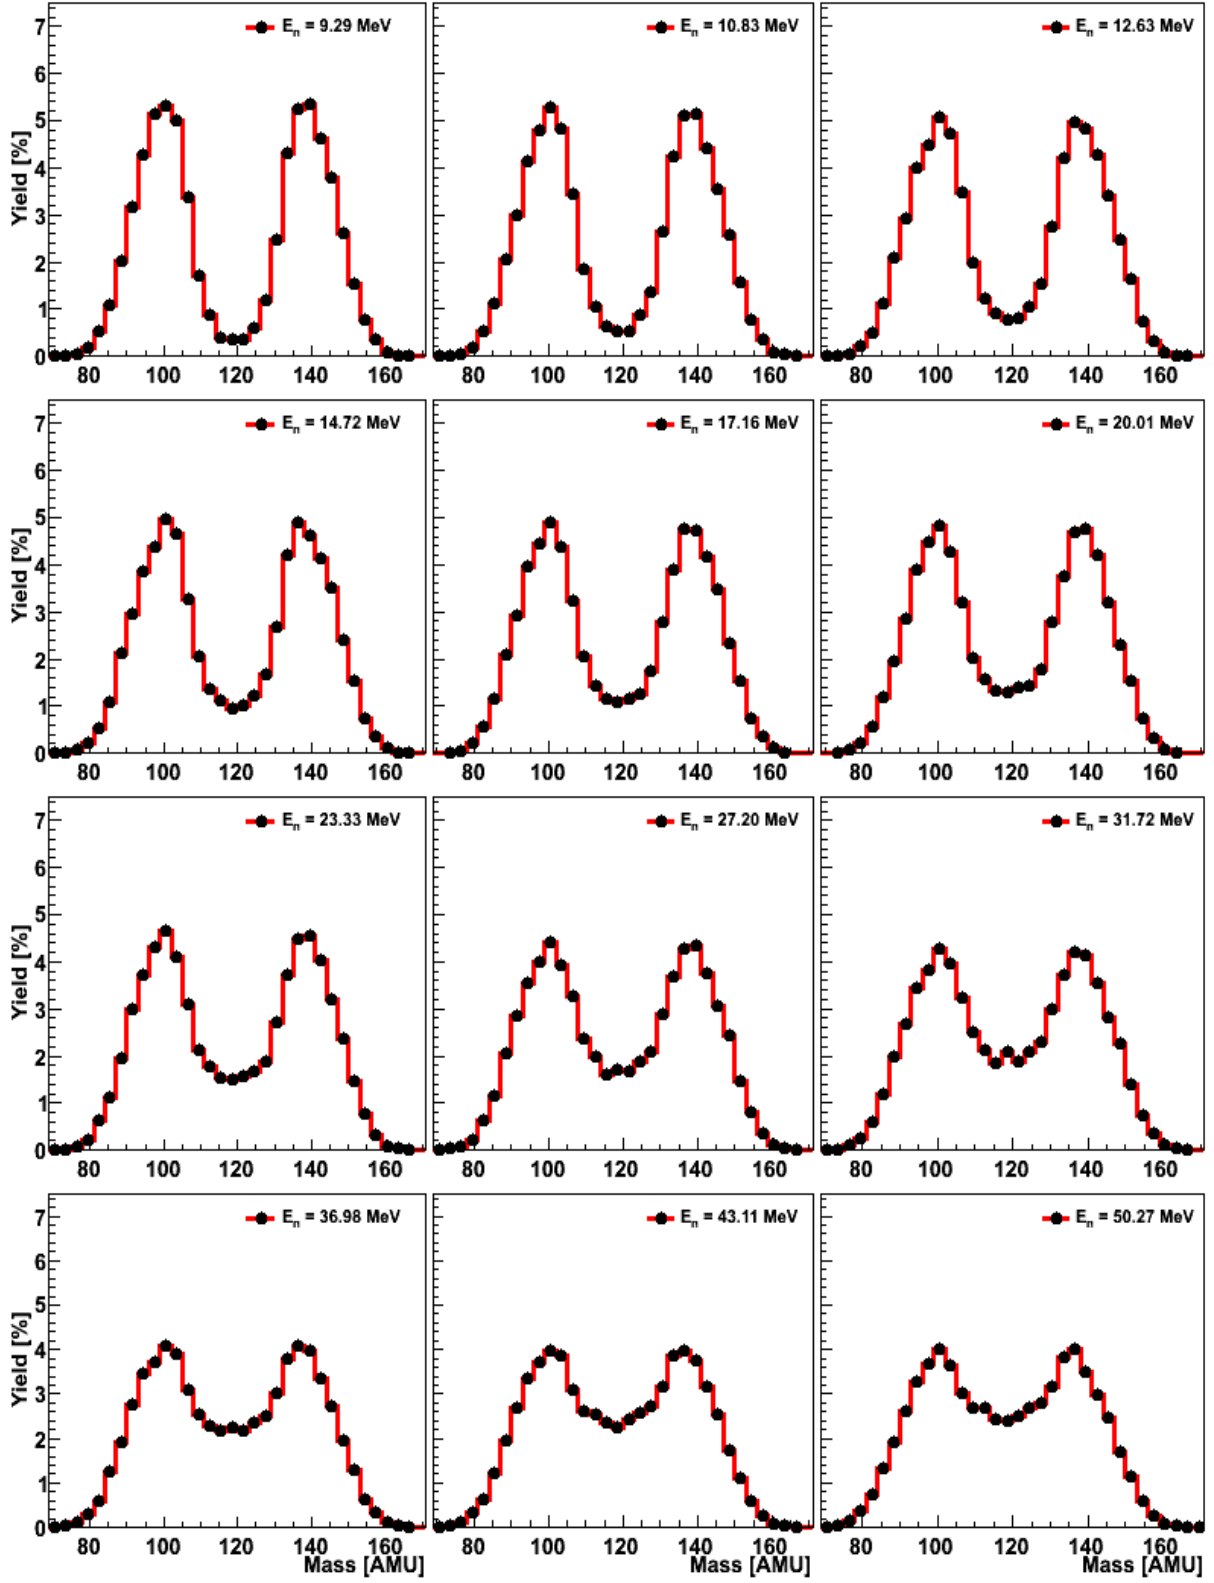 E_n = 9.29 MeV
E_n = 10.83 MeV
E_n = 12.63 MeV
Yield [%]
7
6
5
4
3
2
1
0
80 100 120 140 160
80 100 120 140 160
80 100 120 140 160
E_n = 14.72 MeV
E_n = 17.16 MeV
E_n = 20.01 MeV
Yield [%]
7
6
5
4
3
2
1
0
80 100 120 140 160
80 100 120 140 160
80 100 120 140 160
E_n = 23.33 MeV
E_n = 27.20 MeV
E_n = 31.72 MeV
Yield [%]
7
6
5
4
3
2
1
0
80 100 120 140 160
80 100 120 140 160
80 100 120 140 160
E_n = 36.98 MeV
E_n = 43.11 MeV
E_n = 50.27 MeV
Yield [%]
7
6
5
4
3
2
1
0
80 100 120 140 160
80 100 120 140 160
80 100 120 140 160
Mass [AMU]
Mass [AMU]
Mass [AMU]